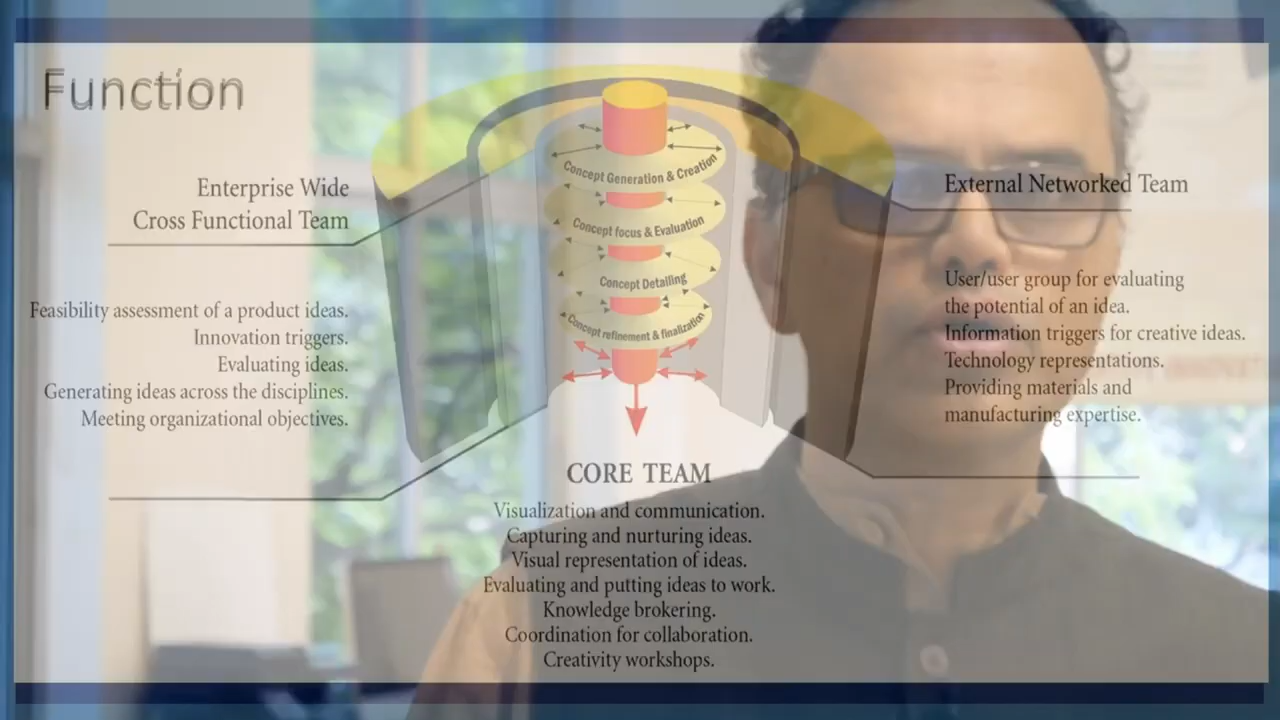 Function
Enterprise Wide
Cross Functional Team
Feasibility assessment of a product ideas.
Innovation triggers.
Evaluating ideas.
Generating ideas across the disciplines.
Meeting organizational objectives.
Concept Generation & Creation
Concept focus & Evaluation
Concept Detailing
Concept refinement & finalization
External Networked Team
User/user group for evaluating
the potential of an idea.
Information triggers for creative ideas.
Technology representations.
Providing materials and
manufacturing expertise.
CORE TEAM
Visualization and communication.
Capturing and nurturing ideas.
Visual representation of ideas.
Evaluating and putting ideas to work.
Knowledge brokering.
Coordination for collaboration.
Creativity workshops.